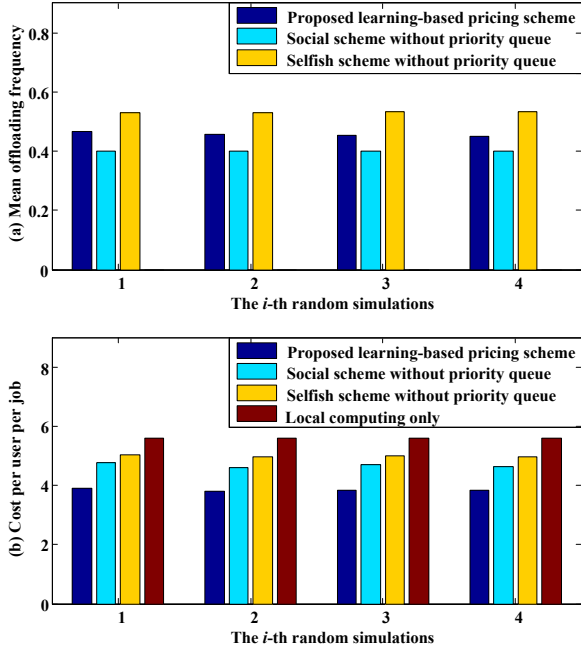 0.8
0.6
0.4
0.2
0
(a) Mean offloading frequency
Proposed learning-based pricing scheme
Social scheme without priority queue
Selfish scheme without priority queue
1 2 3 4
The i-th random simulations
8
6
4
2
0
(b) Cost per user per job
Proposed learning-based pricing scheme
Social scheme without priority queue
Selfish scheme without priority queue
Local computing only
1 2 3 4
The i-th random simulations